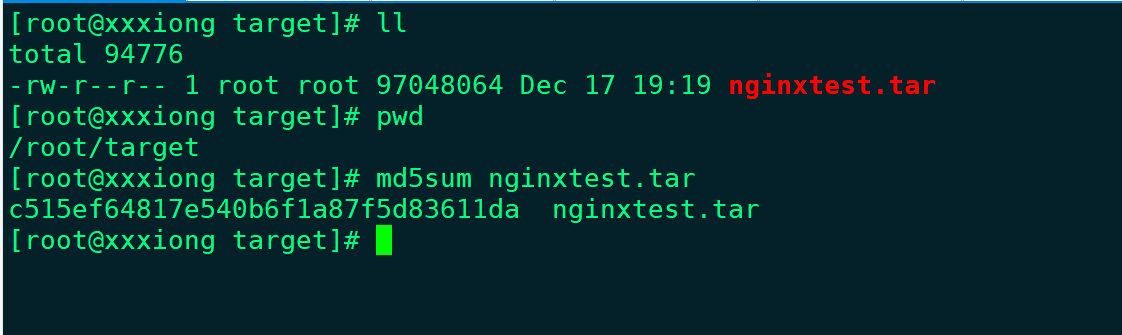 [root@xxxiong target]# ll
total 94776
-rw-r--r-- 1 root root 97048064 Dec 17 19:19 nginxtest.tar
[root@xxxiong target]# pwd
/root/target
[root@xxxiong target]# md5sum nginxtest.tar
c515ef64817e540b6f1a87f5d83611da  nginxtest.tar
[root@xxxiong target]#